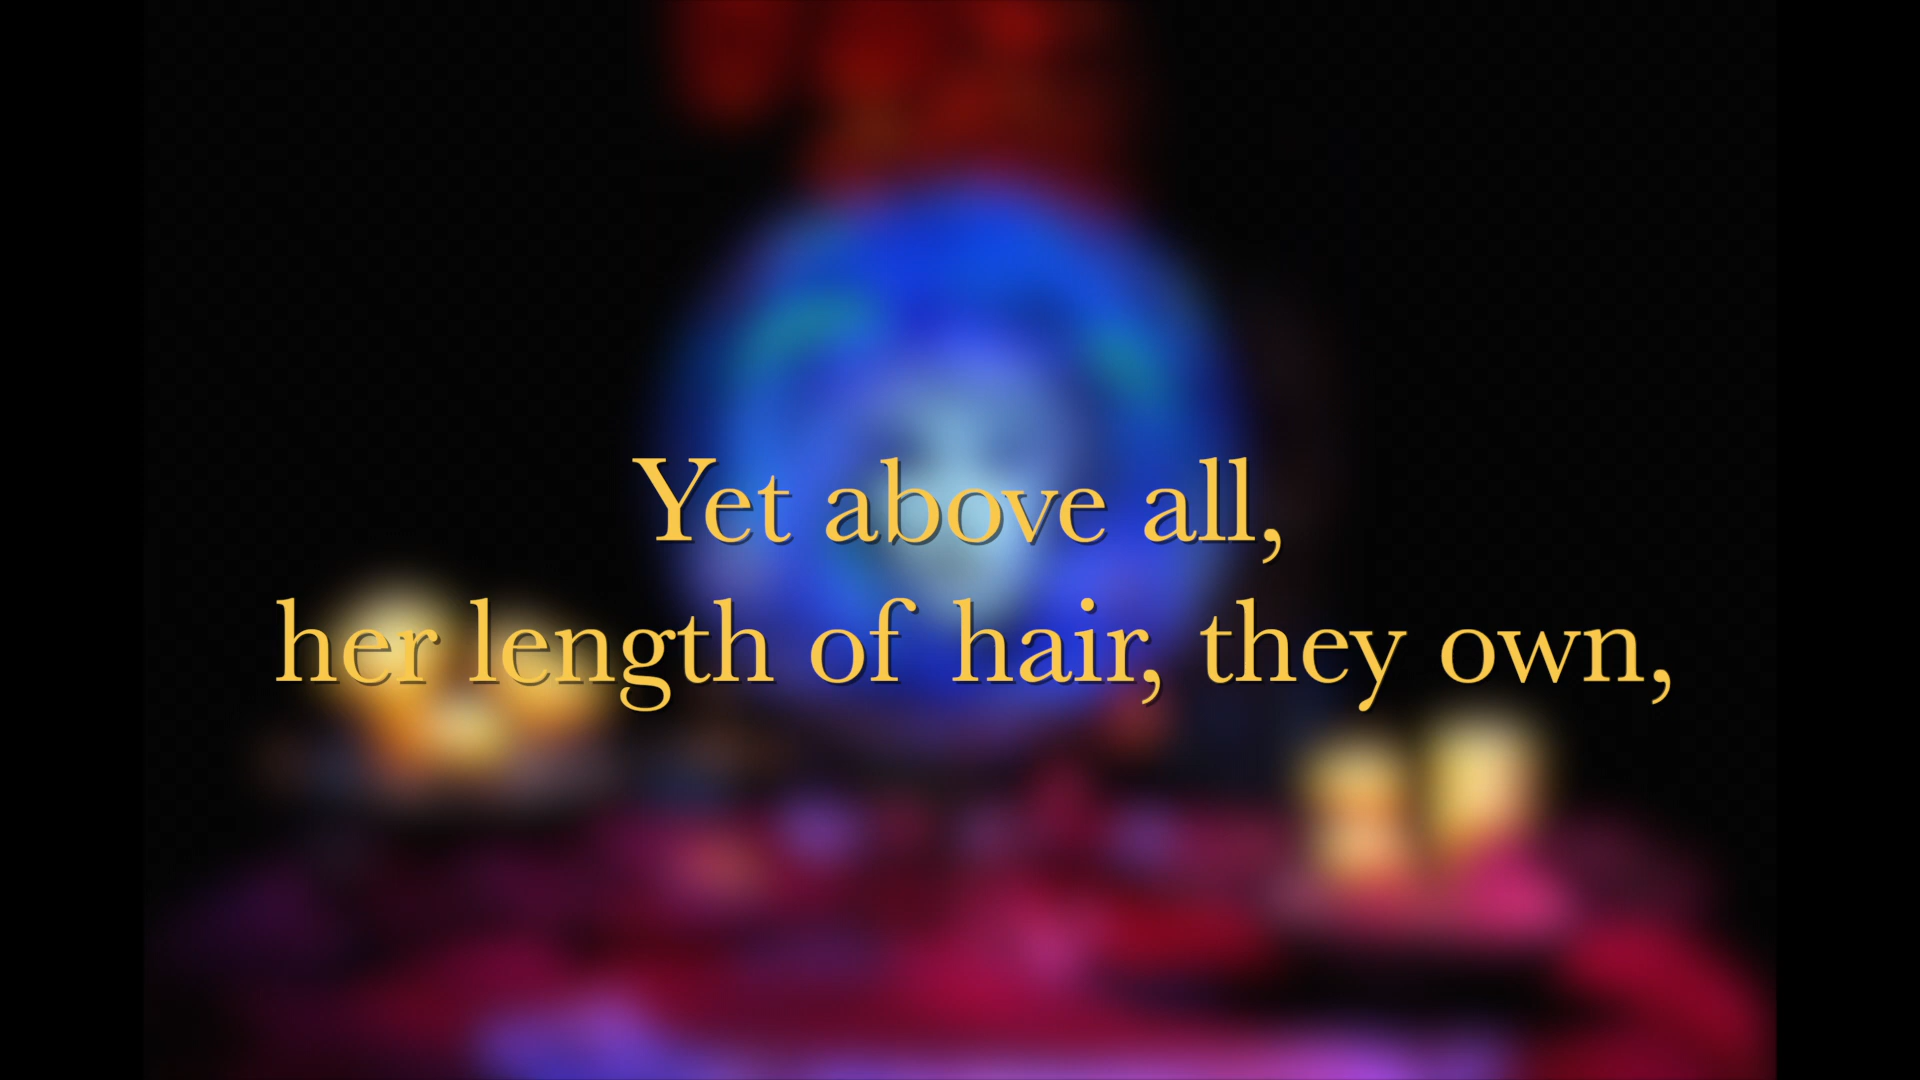 Yet above all,
her length of hair, they own,